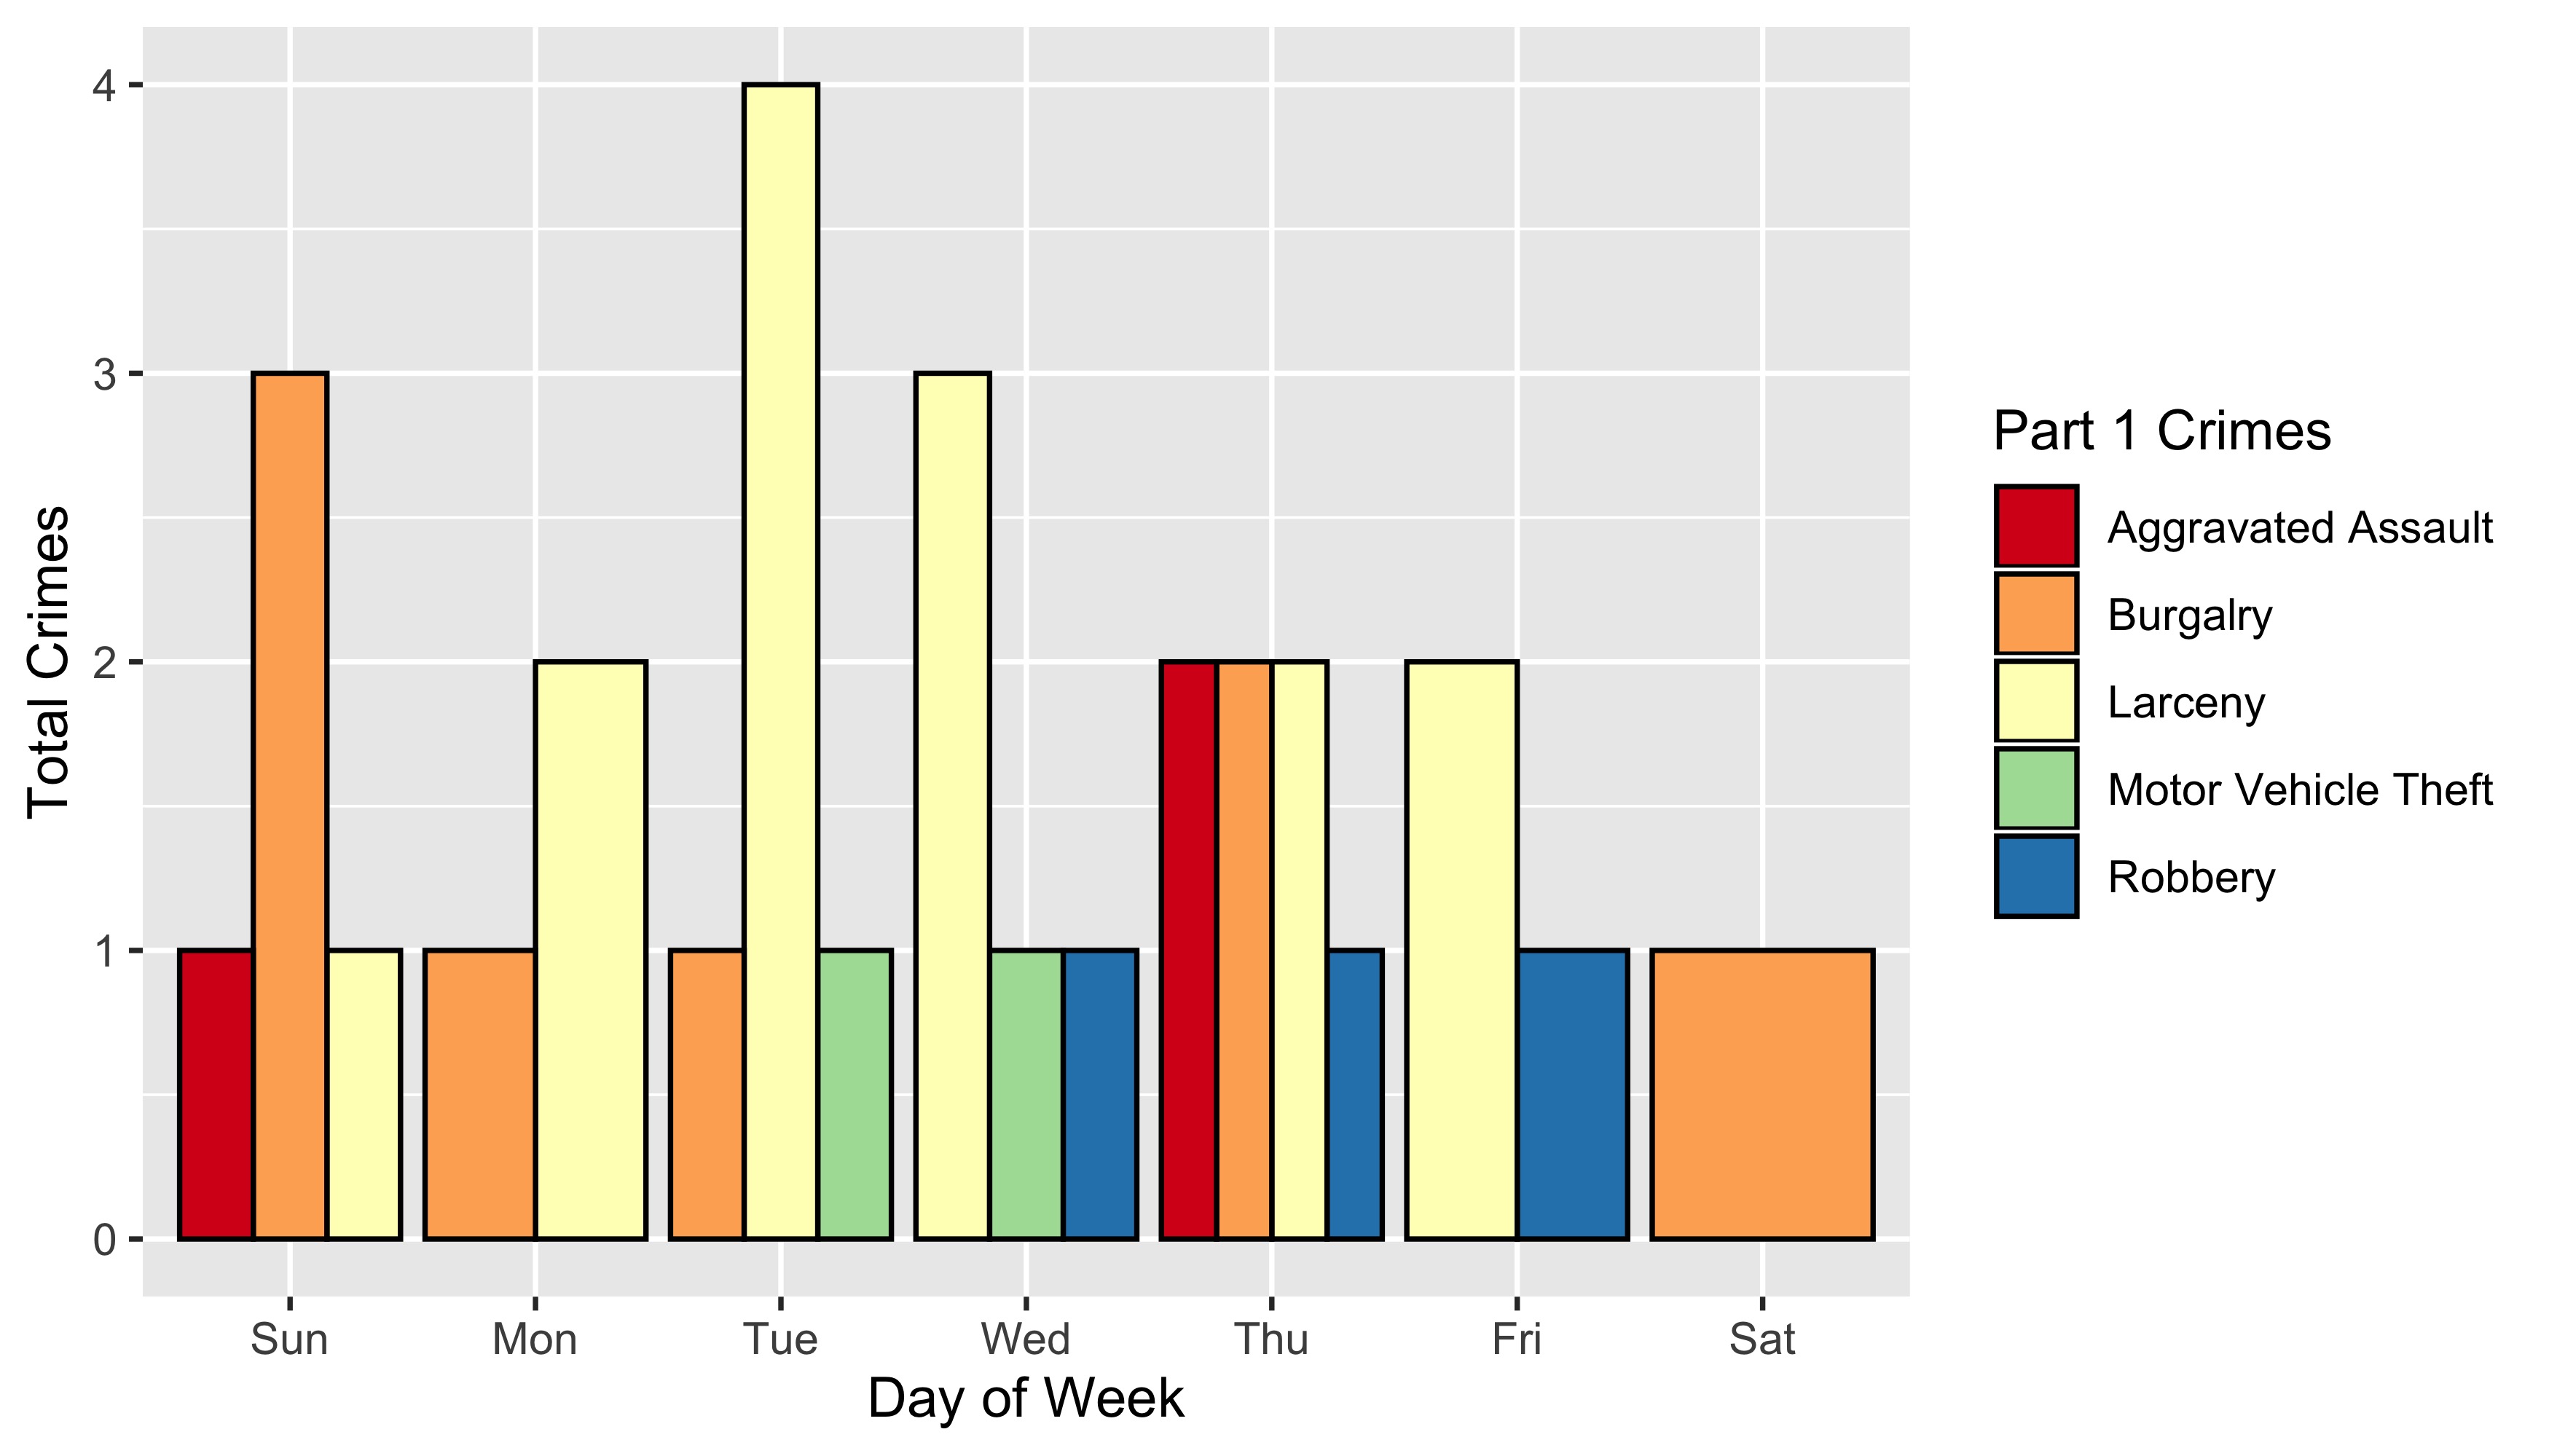 Total Crimes
4
3
2
1
0
Sun Mon Tue Wed Thu Fri Sat
Day of Week
Part 1 Crimes
Aggravated Assault
Burgalry
Larceny
Motor Vehicle Theft
Robbery